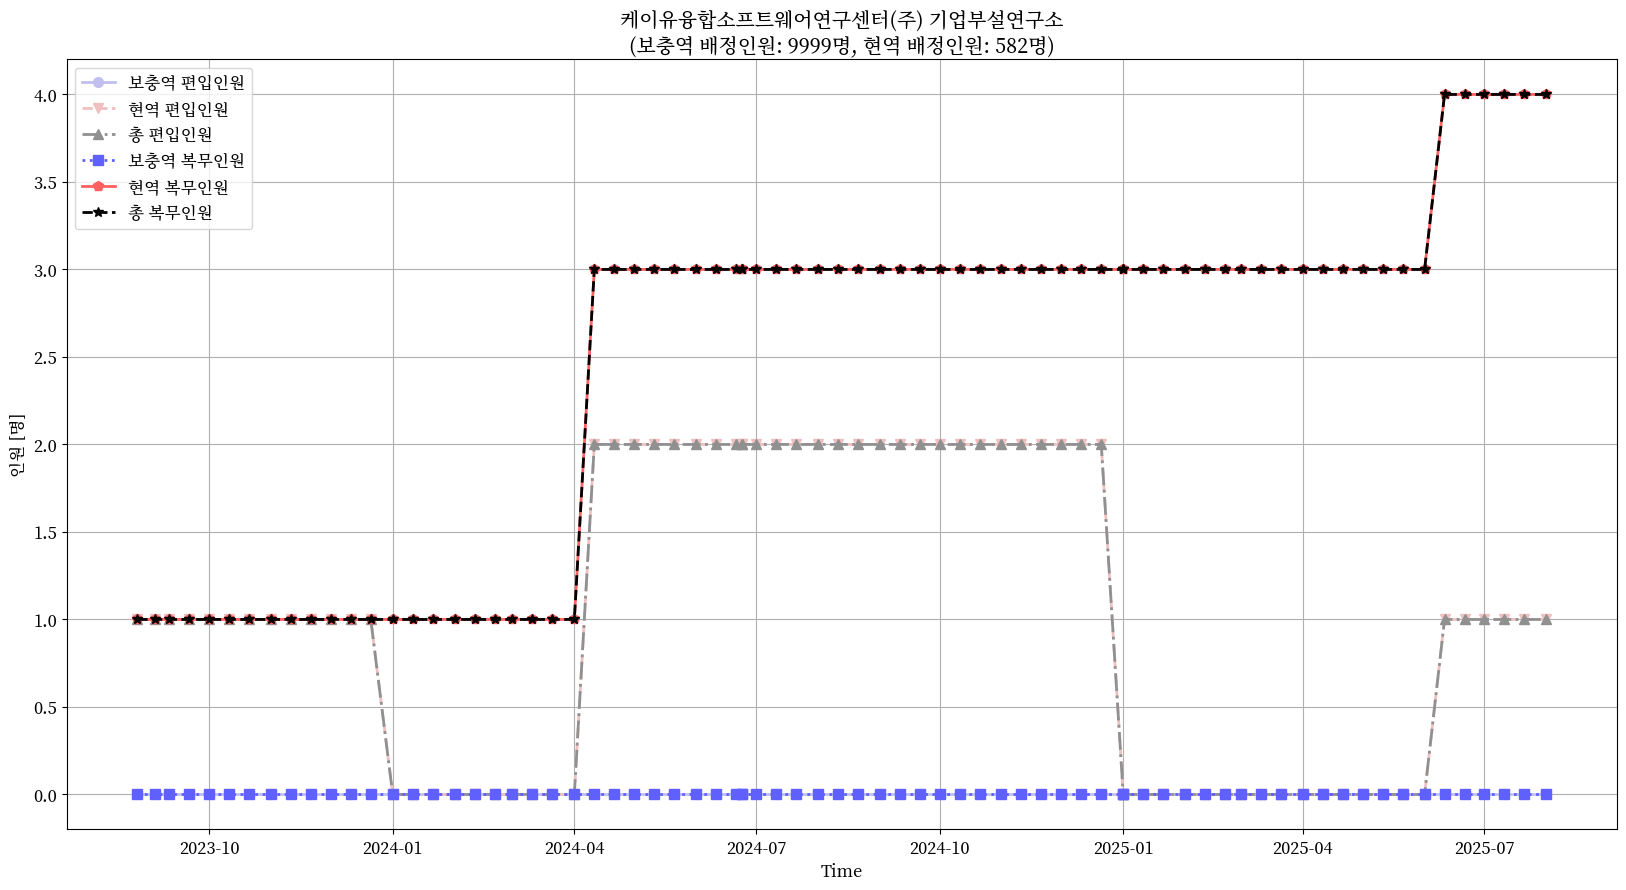 케이유융합소프트웨어연구센터(주) 기업부설연구소
(보충역 배정인원: 9999명, 현역 배정인원: 582명)
보충역 편입인원
현역 편입인원
총 편입인원
보충역 복무인원
현역 복무인원
총 복무인원
4.0
3.5
3.0
2.5
2.0
1.5
1.0
0.5
0.0
인원 [명]
2023-10
2024-01
2024-04
2024-07
2024-10
2025-01
2025-04
2025-07
Time